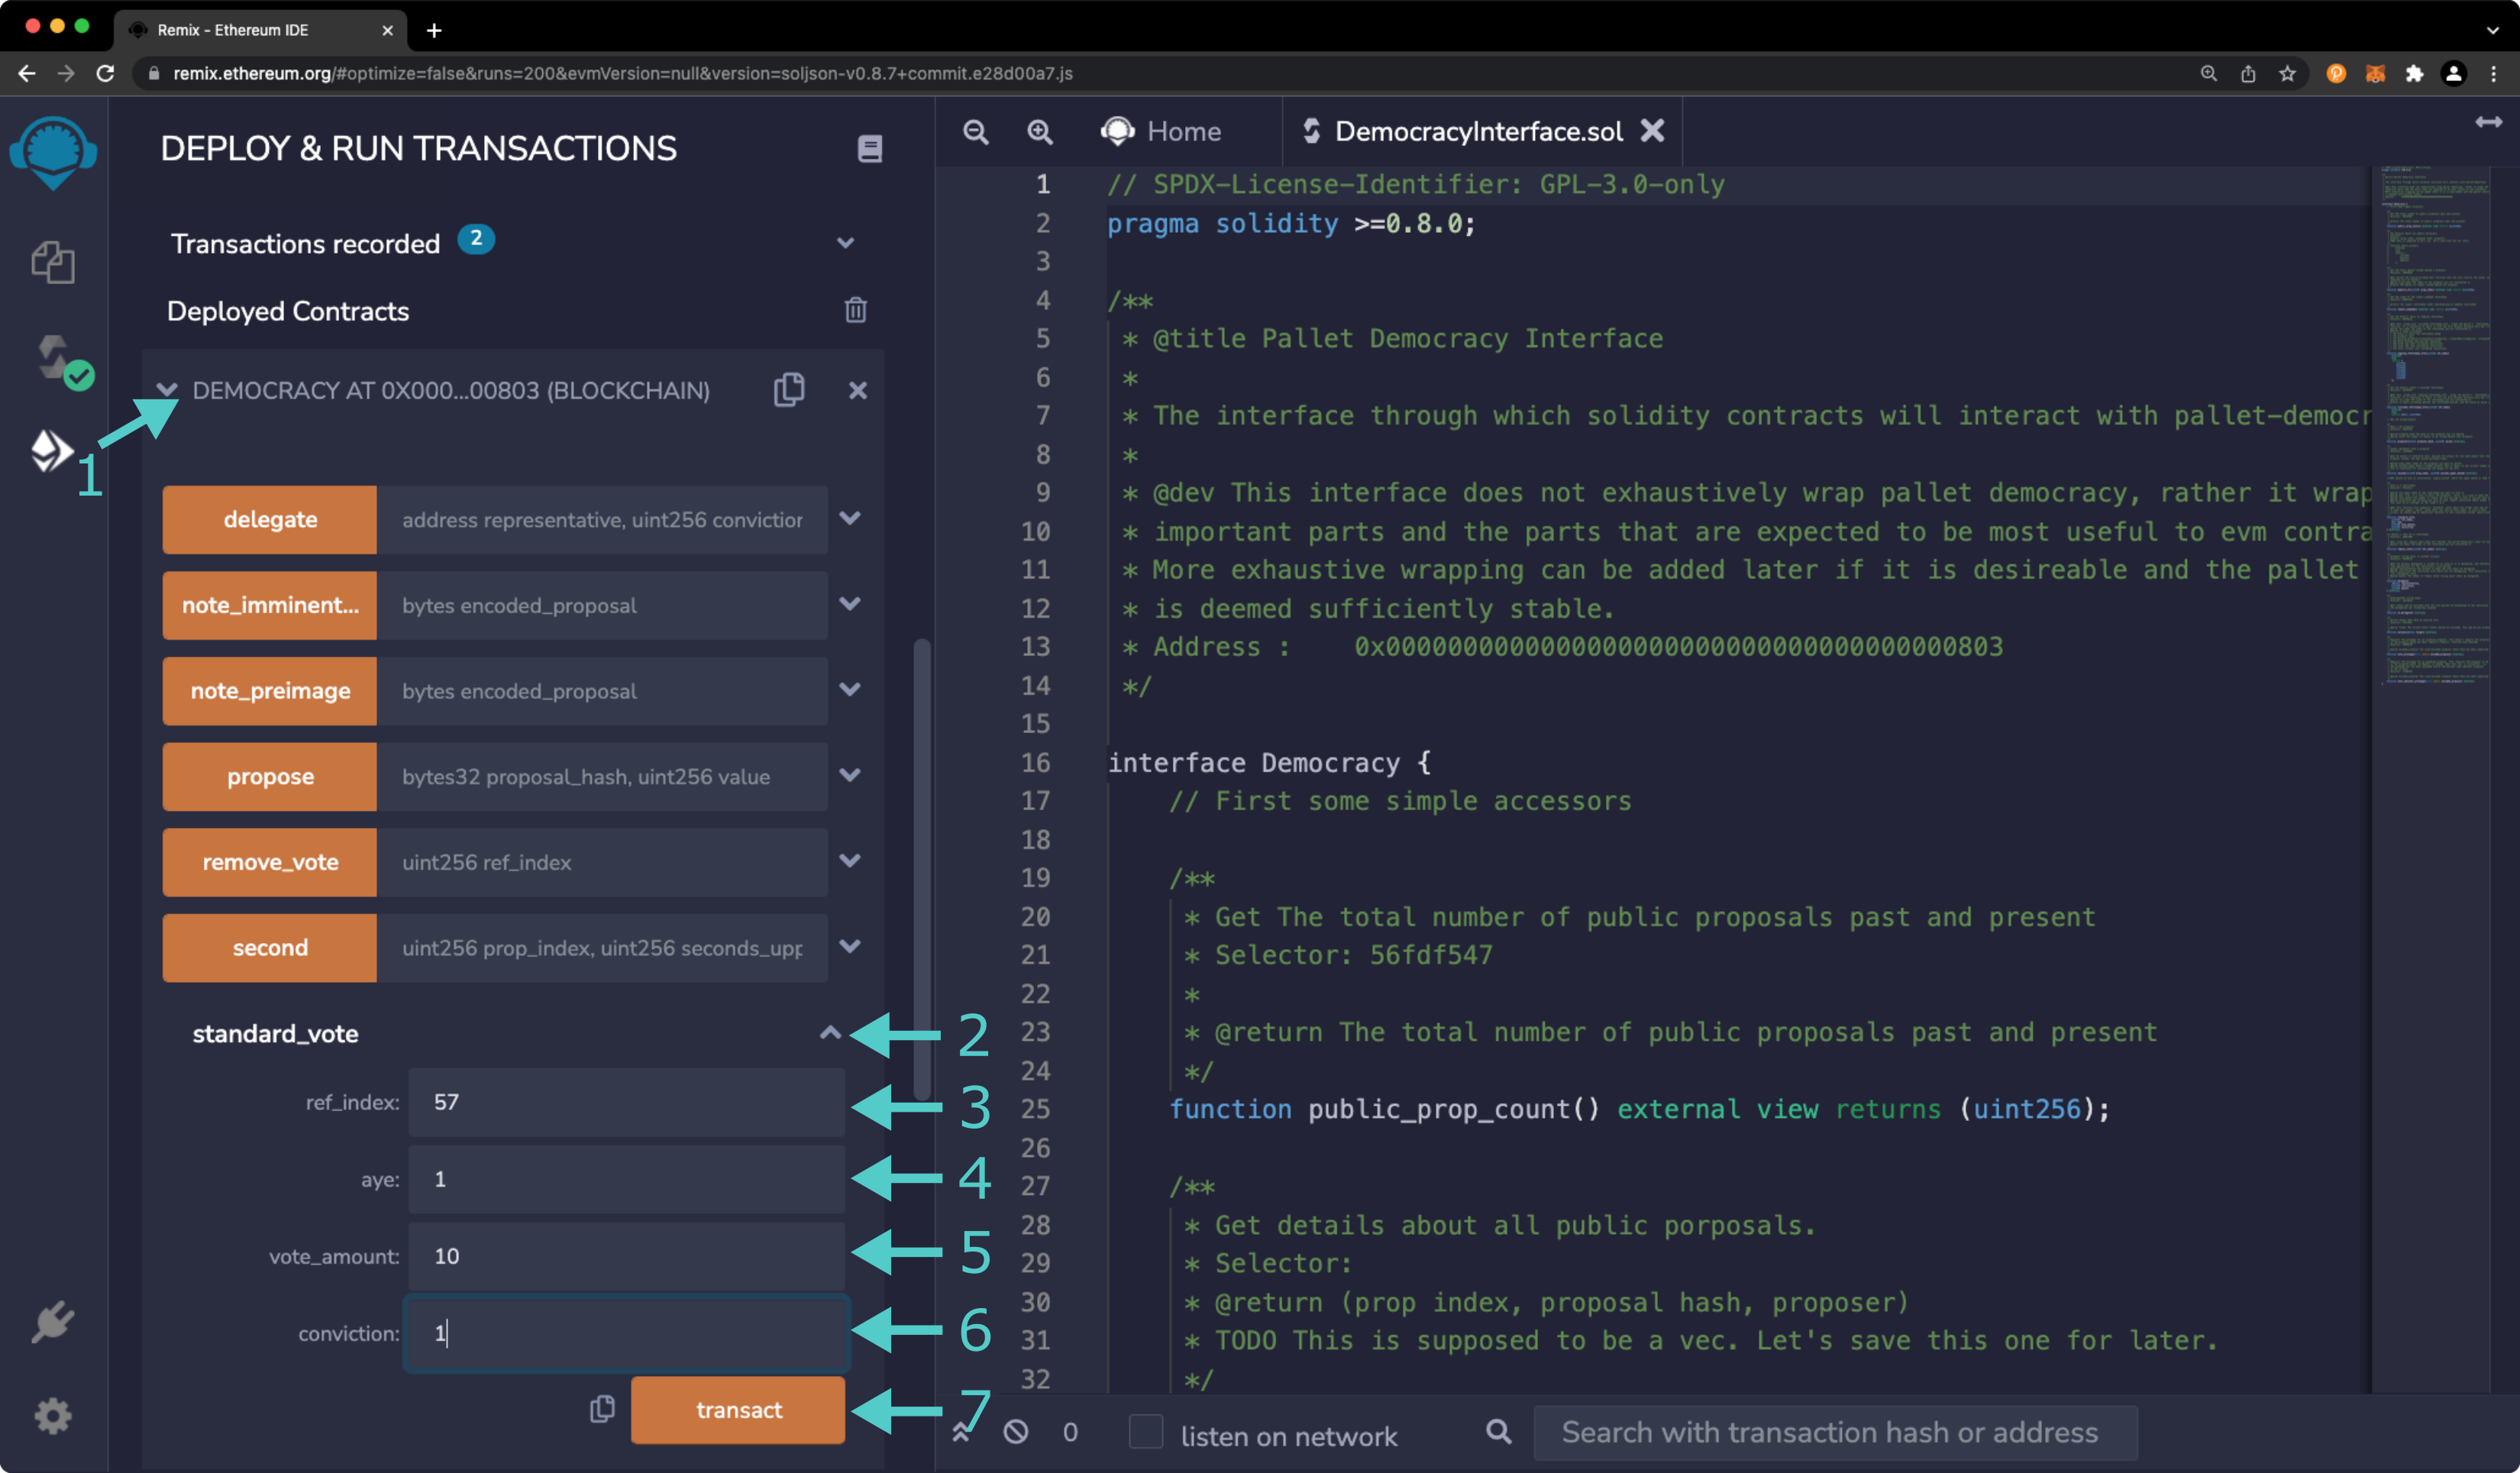 Remix - Ethereum IDE
remix.ethereum.org/#optimize=false&runs=200&evmVersion=null&version=soljson-v0.8.7+commit.e28d00a7.js
DEPLOY & RUN TRANSACTIONS
Transactions recorded 2
Deployed Contracts
DEMOCRACY AT 0X000...00803 (BLOCKCHAIN)
1
delegate address representative, uint256 conviction
note_imminent... bytes encoded_proposal
note_preimage bytes encoded_proposal
propose bytes32 proposal_hash, uint256 value
remove_vote uint256 ref_index
second uint256 prop_index, uint256 seconds_upp
standard_vote 2
ref_index: 57 3
aye: 1 4
vote_amount: 10 5
conviction: 1 6
transact 7
Home DemocracyInterface.sol
1 // SPDX-License-Identifier: GPL-3.0-only
2 pragma solidity >=0.8.0;
3
4 /**
5 * @title Pallet Democracy Interface
6 *
7 * The interface through which solidity contracts will interact with pallet-democr
8 *
9 * @dev This interface does not exhaustively wrap pallet democracy, rather it wrap
10 * important parts and the parts that are expected to be most useful to evm contra
11 * More exhaustive wrapping can be added later if it is desireable and the pallet
12 * is deemed sufficiently stable.
13 * Address : 0x0000000000000000000000000000000000000803
14 */
15
16 interface Democracy {
17 // First some simple accessors
18
19 /**
20 * Get The total number of public proposals past and present
21 * Selector: 56fdf547
22 *
23 * @return The total number of public proposals past and present
24 */
25 function public_prop_count() external view returns (uint256);
26
27 /**
28 * Get details about all public porposals.
29 * Selector:
30 * @return (prop index, proposal hash, proposer)
31 * TODO This is supposed to be a vec. Let's save this one for later.
32 */
0 listen on network Search with transaction hash or address